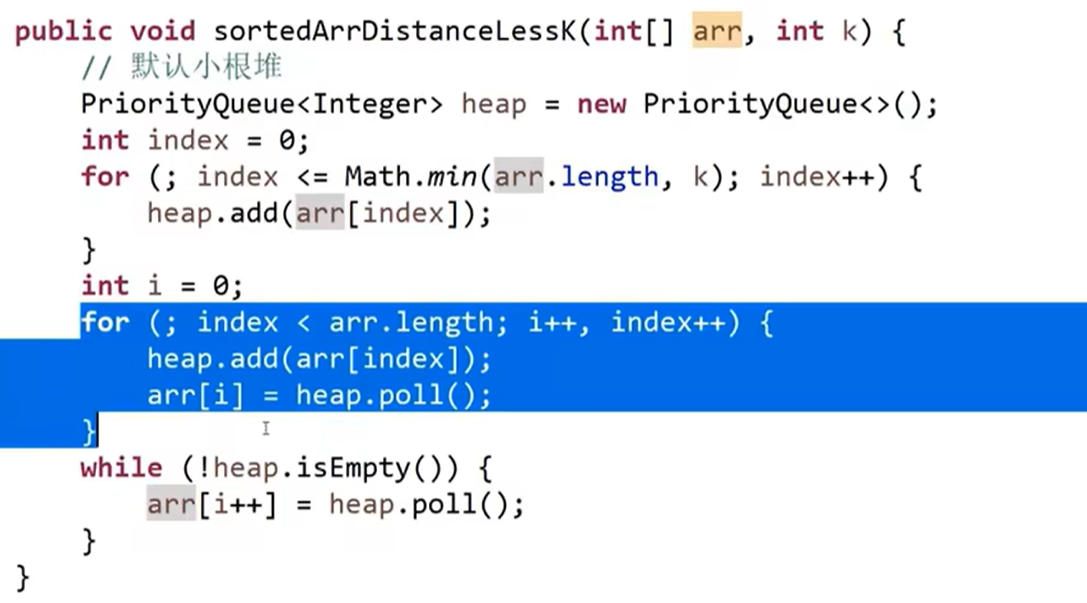 public void sortedArrDistanceLessK(int[] arr, int k) {
// 默认小根堆
PriorityQueue<Integer> heap = new PriorityQueue<>();
int index = 0;
for (; index <= Math.min(arr.length, k); index++) {
heap.add(arr[index]);
}
int i = 0;
for (; index < arr.length; i++, index++) {
heap.add(arr[index]);
arr[i] = heap.poll();
}
while (!heap.isEmpty()) {
arr[i++] = heap.poll();
}
}